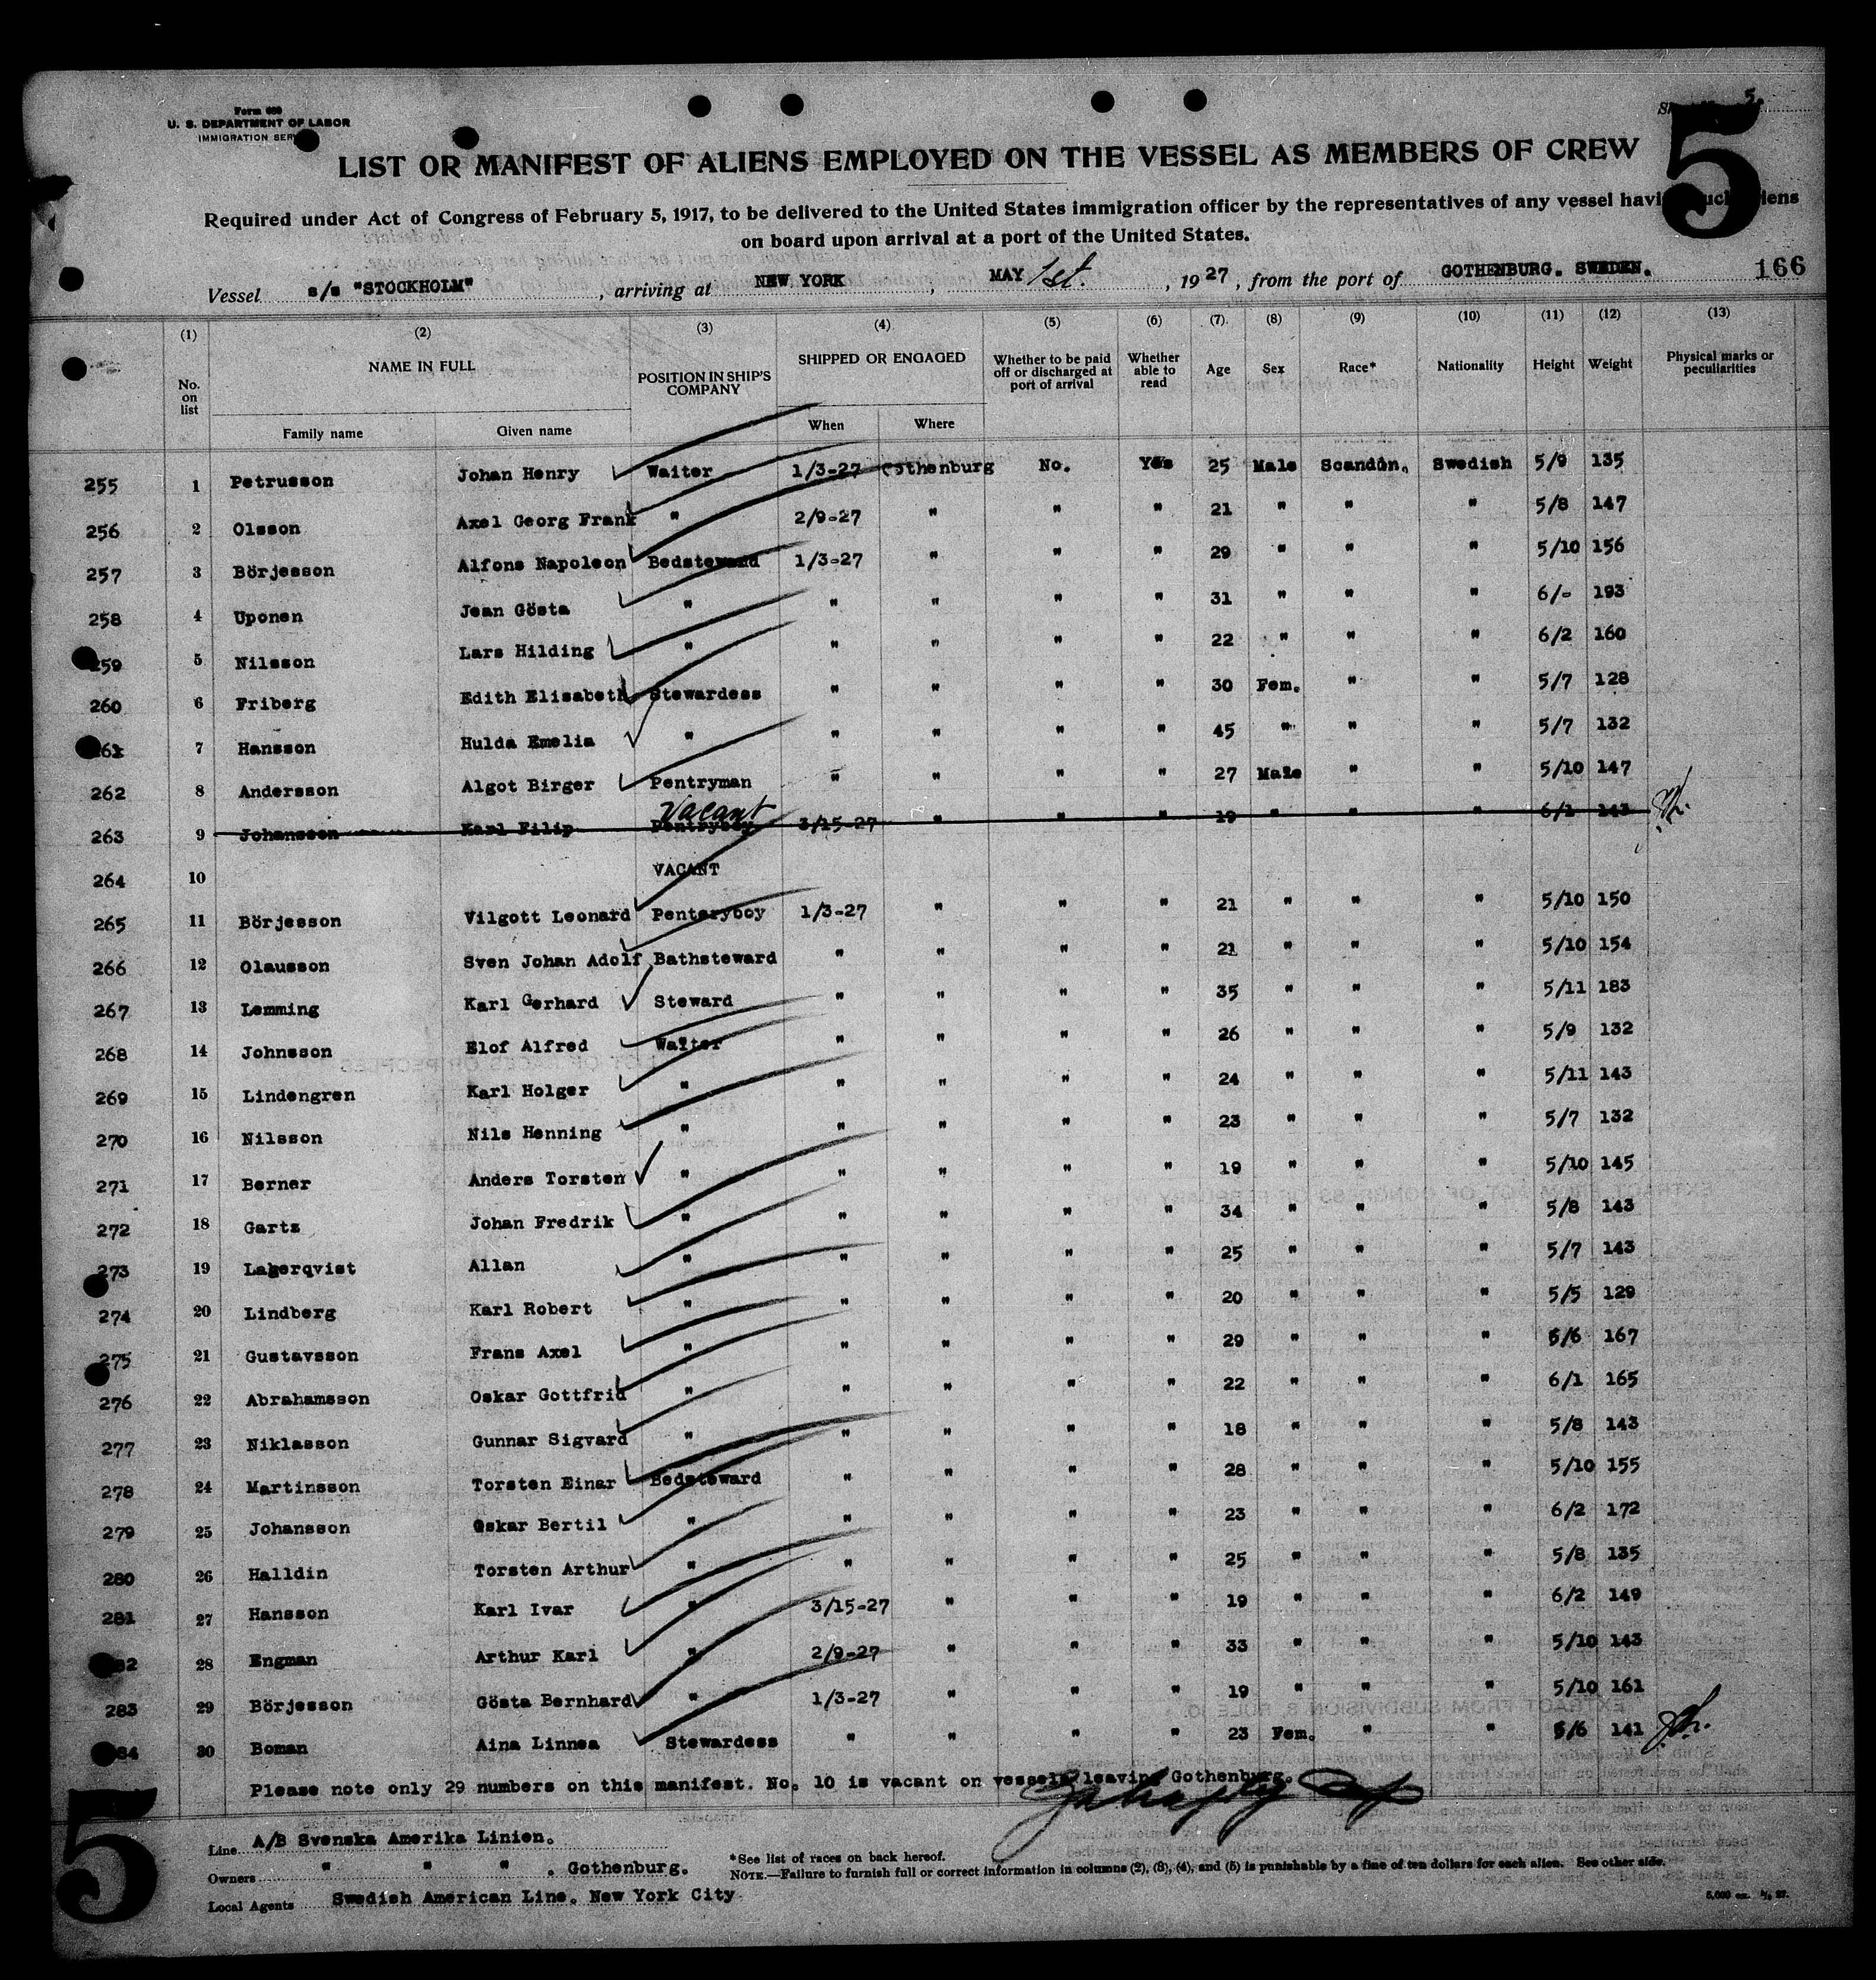 Form 689
U. S. DEPARTMENT OF LABOR
IMMIGRATION SER
5.
5
LIST OR MANIFEST OF ALIENS EMPLOYED ON THE VESSEL AS MEMBERS OF CREW
Required under Act of Congress of February 5, 1917, to be delivered to the United States immigration officer by the representatives of any vessel having such aliens
on board upon arrival at a port of the United States.
Vessel s/s "STOCKHOLM", arriving at NEW YORK, MAY 1st., 1927, from the port of GOTHENBURG. SWEDEN. 166
(1) (2) (3) (4) (5) (6) (7) (8) (9) (10) (11) (12) (13)
No. on list NAME IN FULL POSITION IN SHIP'S COMPANY SHIPPED OR ENGAGED Whether to be paid off or discharged at port of arrival Whether able to read Age Sex Race* Nationality Height Weight Physical marks or peculiarities
Family name Given name When Where
255 1 Petrusson Johan Henry Waiter 1/3-27 Gothenburg No. Yes 25 Male Scandin. Swedish 5/9 135
256 2 Olsson Axel Georg Frank " 2/9-27 " " " 21 " " " 5/8 147
257 3 Börjesson Alfons Napoleon Bedsteward 1/3-27 " " " 29 " " " 5/10 156
258 4 Uponen Jean Gösta " " " " " 31 " " " 6/- 193
259 5 Nilsson Lars Hilding " " " " " 22 " " " 6/2 160
260 6 Friberg Edith Elisabeth Stewardess " " " " 30 Fem. " " 5/7 128
261 7 Hansson Hulda Emelia " " " " " 45 " " " 5/7 132
262 8 Andersson Algot Birger Pentryman " " " " 27 Male " " 5/10 147
Vacant
263 9 Johansson Karl Filip Pentryboy 3/15-27 " " " 19 " " " 6/1 143
264 10 VACANT
265 11 Börjesson Vilgott Leonard Penteryboy 1/3-27 " " " 21 " " " 5/10 150
266 12 Olausson Sven Johan Adolf Bathsteward " " " " 21 " " " 5/10 154
267 13 Lemming Karl Gerhard Steward " " " " 35 " " " 5/11 183
268 14 Johnsson Elof Alfred Waiter " " " " 26 " " " 5/9 132
269 15 Lindengren Karl Holger " " " " " 24 " " " 5/11 143
270 16 Nilsson Nils Henning " " " " " 23 " " " 5/7 132
271 17 Berner Anders Torsten " " " " " 19 " " " 5/10 145
272 18 Gartz Johan Fredrik " " " " " 34 " " " 5/8 143
273 19 Lagerqvist Allan " " " " " 25 " " " 5/7 143
274 20 Lindberg Karl Robert " " " " " 20 " " " 5/5 129
275 21 Gustavsson Frans Axel " " " " " 29 " " " 5/6 167
276 22 Abrahamsson Oskar Gottfrid " " " " " 22 " " " 6/1 165
277 23 Niklasson Gunnar Sigvard " " " " " 18 " " " 5/8 143
278 24 Martinsson Torsten Einar Bedsteward " " " " 28 " " " 5/10 155
279 25 Johansson Oskar Bertil " " " " " 23 " " " 6/2 172
280 26 Halldin Torsten Arthur " " " " " 25 " " " 5/8 135
281 27 Hansson Karl Ivar " 3/15-27 " " " 19 " " " 6/2 149
28 Engman Arthur Karl " 2/9-27 " " " 33 " " " 5/10 143
283 29 Börjesson Gösta Bernhard " 1/3-27 " " " 19 " " " 5/10 161
30 Boman Aina Linnea Stewardess " " " " 23 Fem. " " 5/6 141
Please note only 29 numbers on this manifest. No. 10 is vacant on vessels leaving Gothenburg.
5
Line A/B Svenska Amerika Linien.
Owners " " " . Gothenburg.
Local Agents Swedish American Line. New York City
*See list of races on back hereof.
NOTE.—Failure to furnish full or correct information in columns (2), (3), (4), and (5) is punishable by a fine of ten dollars for each alien. See other side.